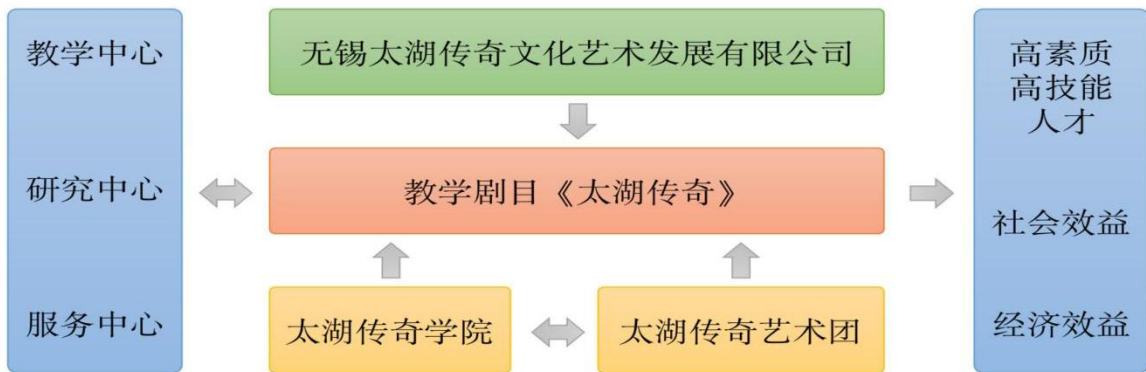 教学中心
研究中心
服务中心
无锡太湖传奇文化艺术发展有限公司
教学剧目《太湖传奇》
太湖传奇学院
太湖传奇艺术团
高素质
高技能
人才
社会效益
经济效益